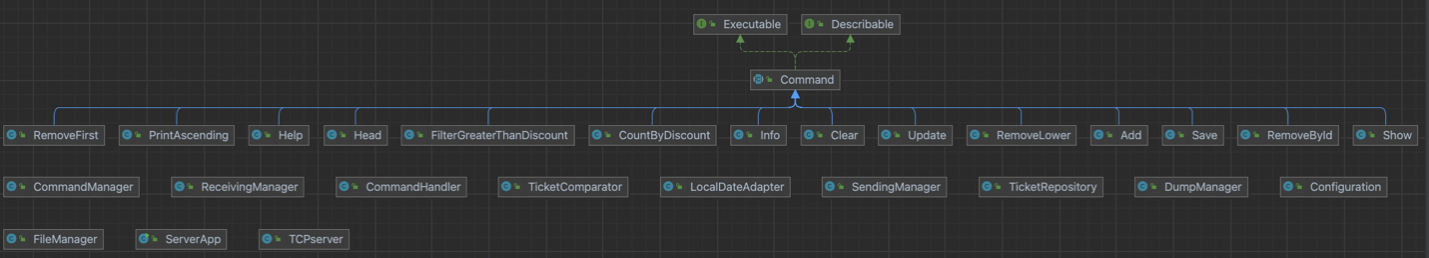 Executable Describable
Command
RemoveFirst PrintAscending Help Head FilterGreaterThanDiscount CountByDiscount Info Clear Update RemoveLower Add Save RemoveById Show
CommandManager ReceivingManager CommandHandler TicketComparator LocalDateAdapter SendingManager TicketRepository DumpManager Configuration
FileManager ServerApp TCPserver